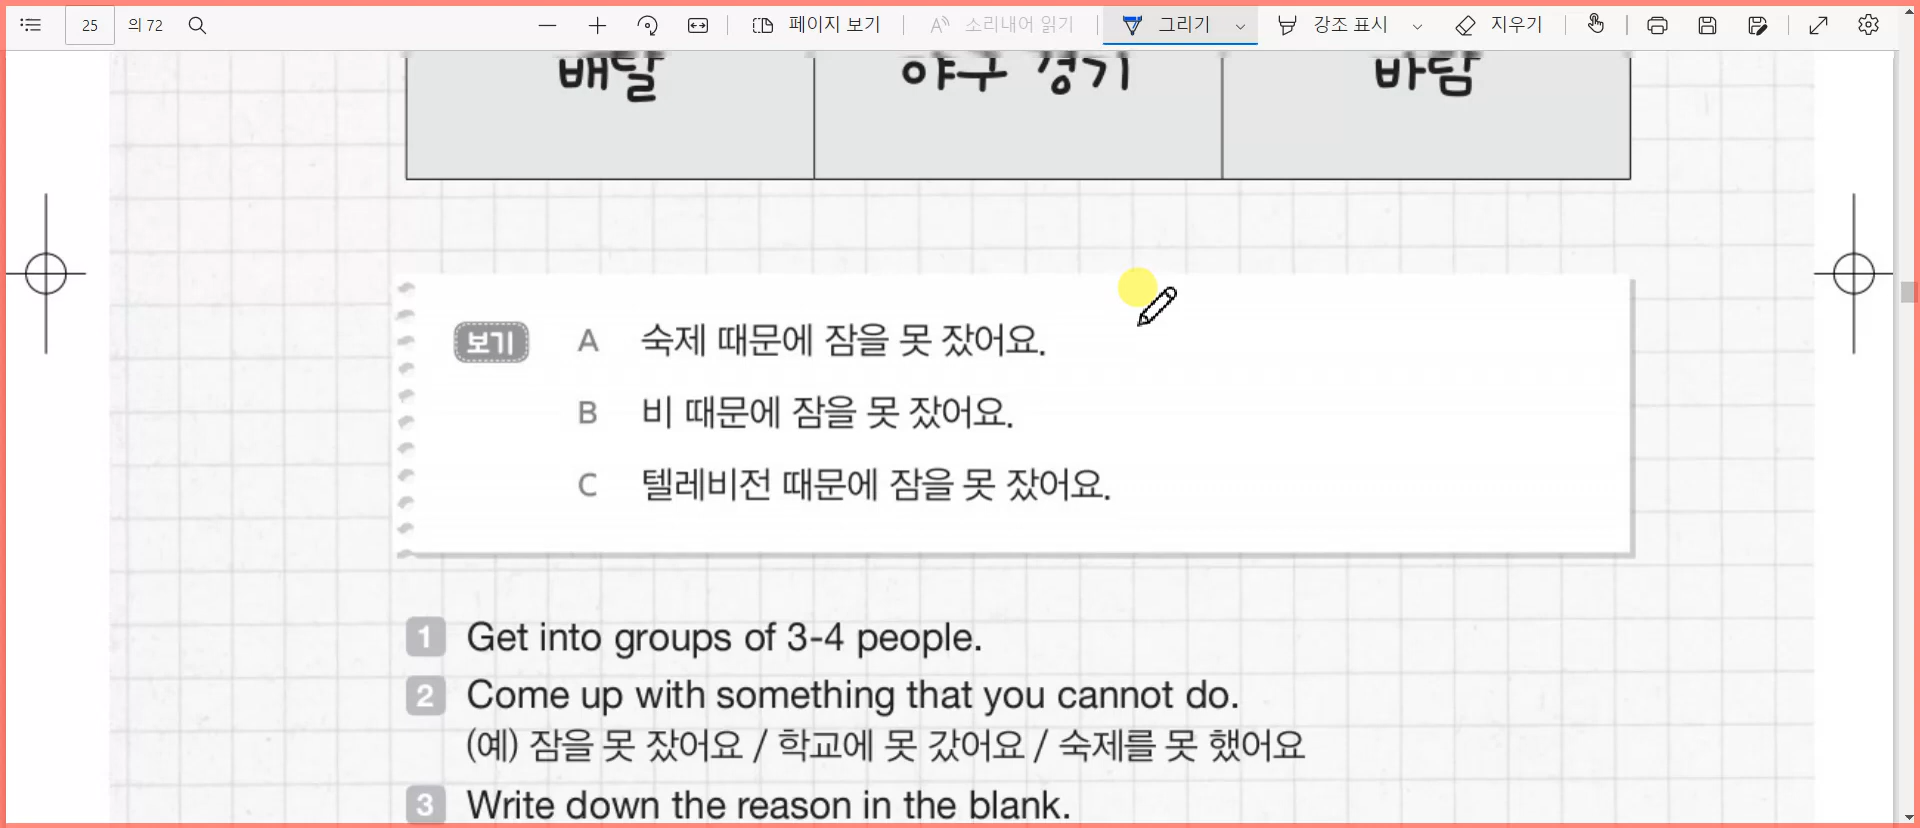 25 의 72 페이지 보기 소리내어 읽기 그리기 강조 표시 지우기
배달 야구 경기 바람
보기 A 숙제 때문에 잠을 못 잤어요.
B 비 때문에 잠을 못 잤어요.
C 텔레비전 때문에 잠을 못 잤어요.
1 Get into groups of 3-4 people.
2 Come up with something that you cannot do.
(예) 잠을 못 잤어요 / 학교에 못 갔어요 / 숙제를 못 했어요
3 Write down the reason in the blank.